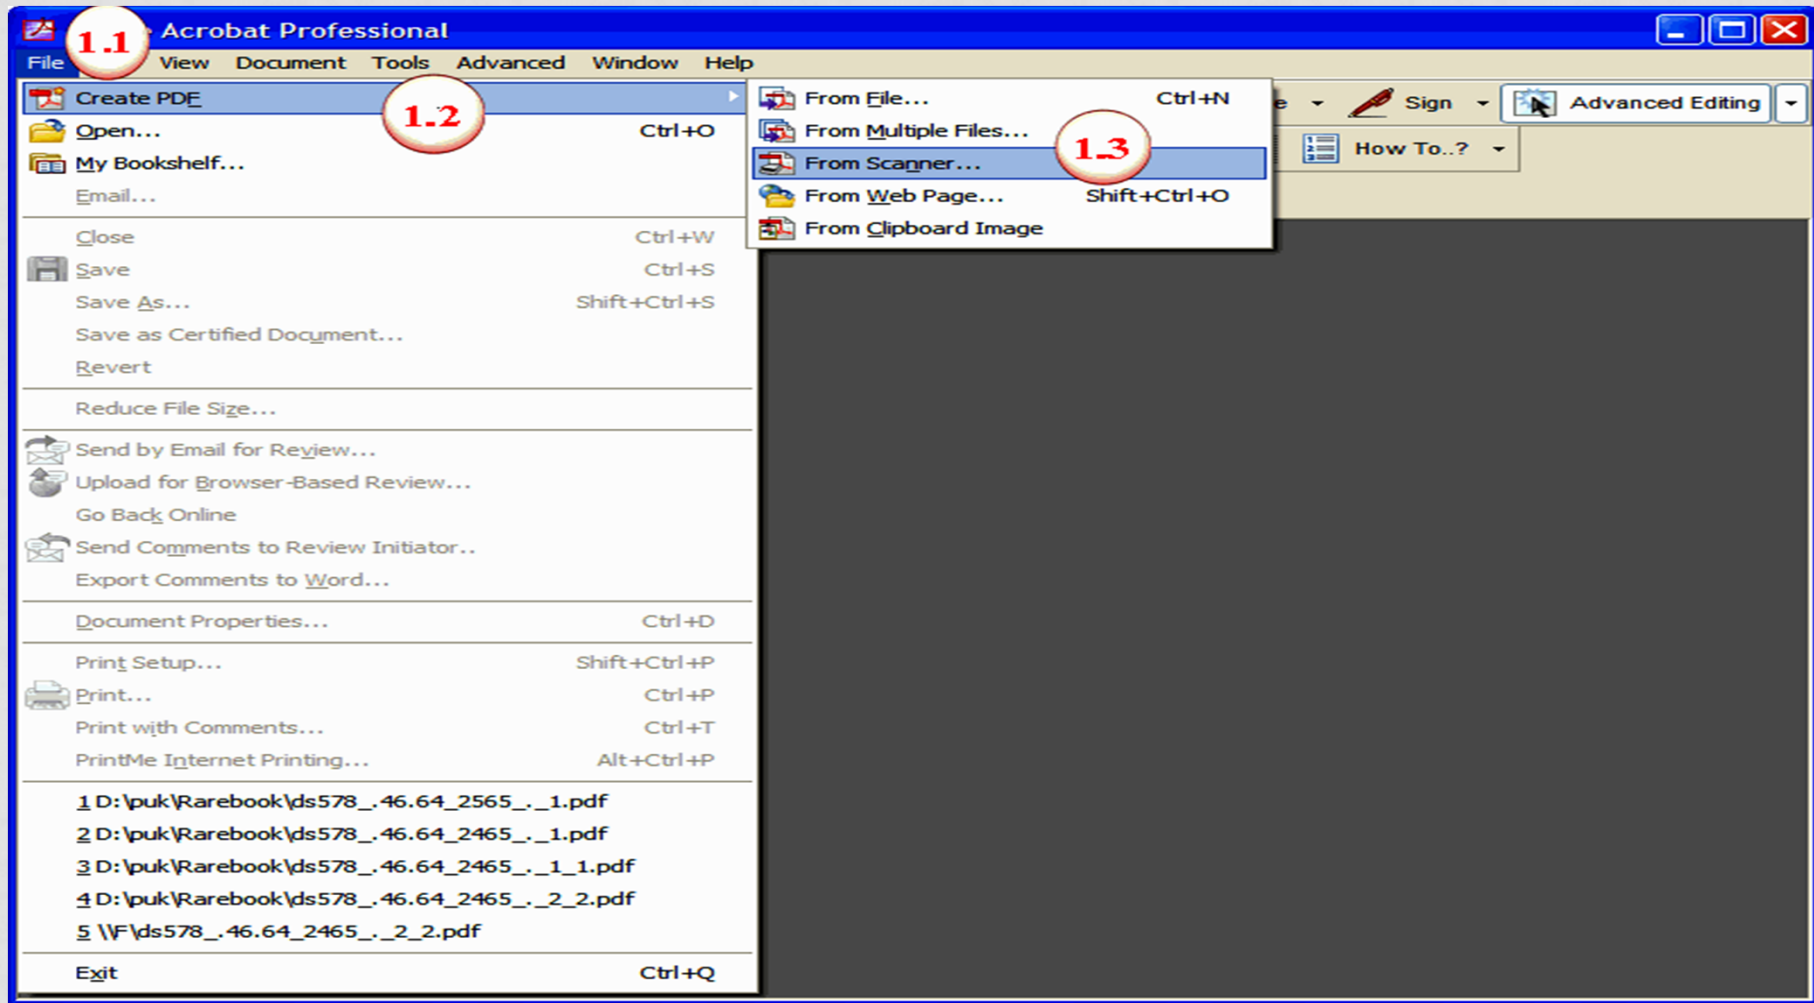 Acrobat Professional
1.1
File View Document Tools Advanced Window Help
Create PDF
1.2
Open... Ctrl+O
My Bookshelf...
Email...
Close Ctrl+W
Save Ctrl+S
Save As... Shift+Ctrl+S
Save as Certified Document...
Revert
Reduce File Size...
Send by Email for Review...
Upload for Browser-Based Review...
Go Back Online
Send Comments to Review Initiator..
Export Comments to Word...
Document Properties... Ctrl+D
Print Setup... Shift+Ctrl+P
Print... Ctrl+P
Print with Comments... Ctrl+T
PrintMe Internet Printing... Alt+Ctrl+P
1 D:\puk\Rarebook\ds578_.46.64_2565_._1.pdf
2 D:\puk\Rarebook\ds578_.46.64_2465_._1.pdf
3 D:\puk\Rarebook\ds578_.46.64_2465_._1_1.pdf
4 D:\puk\Rarebook\ds578_.46.64_2465_._2_2.pdf
5 \\F\ds578_.46.64_2465_._2_2.pdf
Exit Ctrl+Q
From File... Ctrl+N
From Multiple Files...
1.3
From Scanner...
From Web Page... Shift+Ctrl+O
From Clipboard Image
Sign
Advanced Editing
How To..?